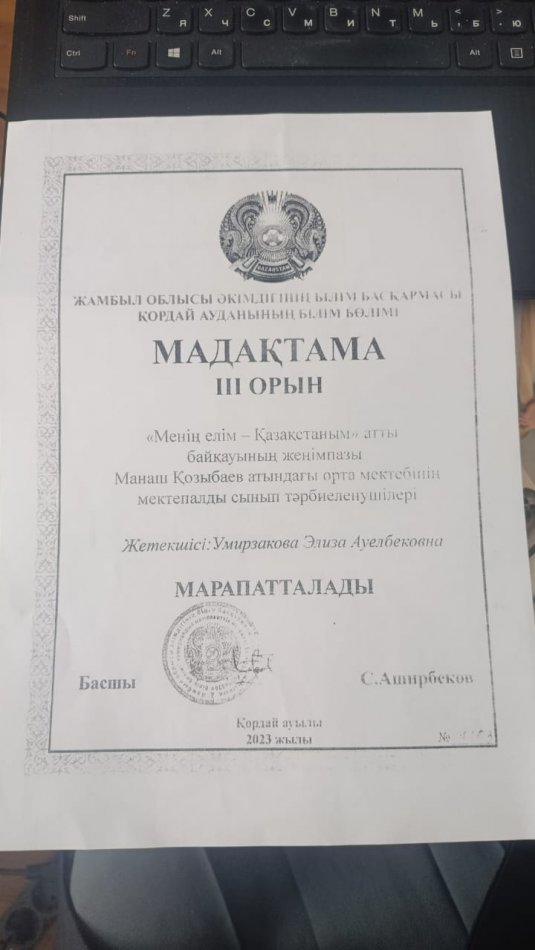 Shift
Z Я
X Ч
C С
V М
B И
N Т
M Ь
< , Б
> . Ю
Ctrl
Fn
Alt
Alt
ЖАМБЫЛ ОБЛЫСЫ ӘКІМДІГІНІҢ БІЛІМ БАСҚАРМАСЫ
ҚОРДАЙ АУДАНЫНЫҢ БІЛІМ БӨЛІМІ
МАДАҚТАМА
III ОРЫН
«Менің елім – Қазақстаным» атты
байқауының жеңімпазы
Манаш Қозыбаев атындағы орта мектебінің
мектепалды сынып тәрбиеленушілері
Жетекшісі:Умирзакова Элиза Ауелбековна
МАРАПАТТАЛАДЫ
Басшы
С.Аширбеков
Қордай ауылы
2023 жылы
№